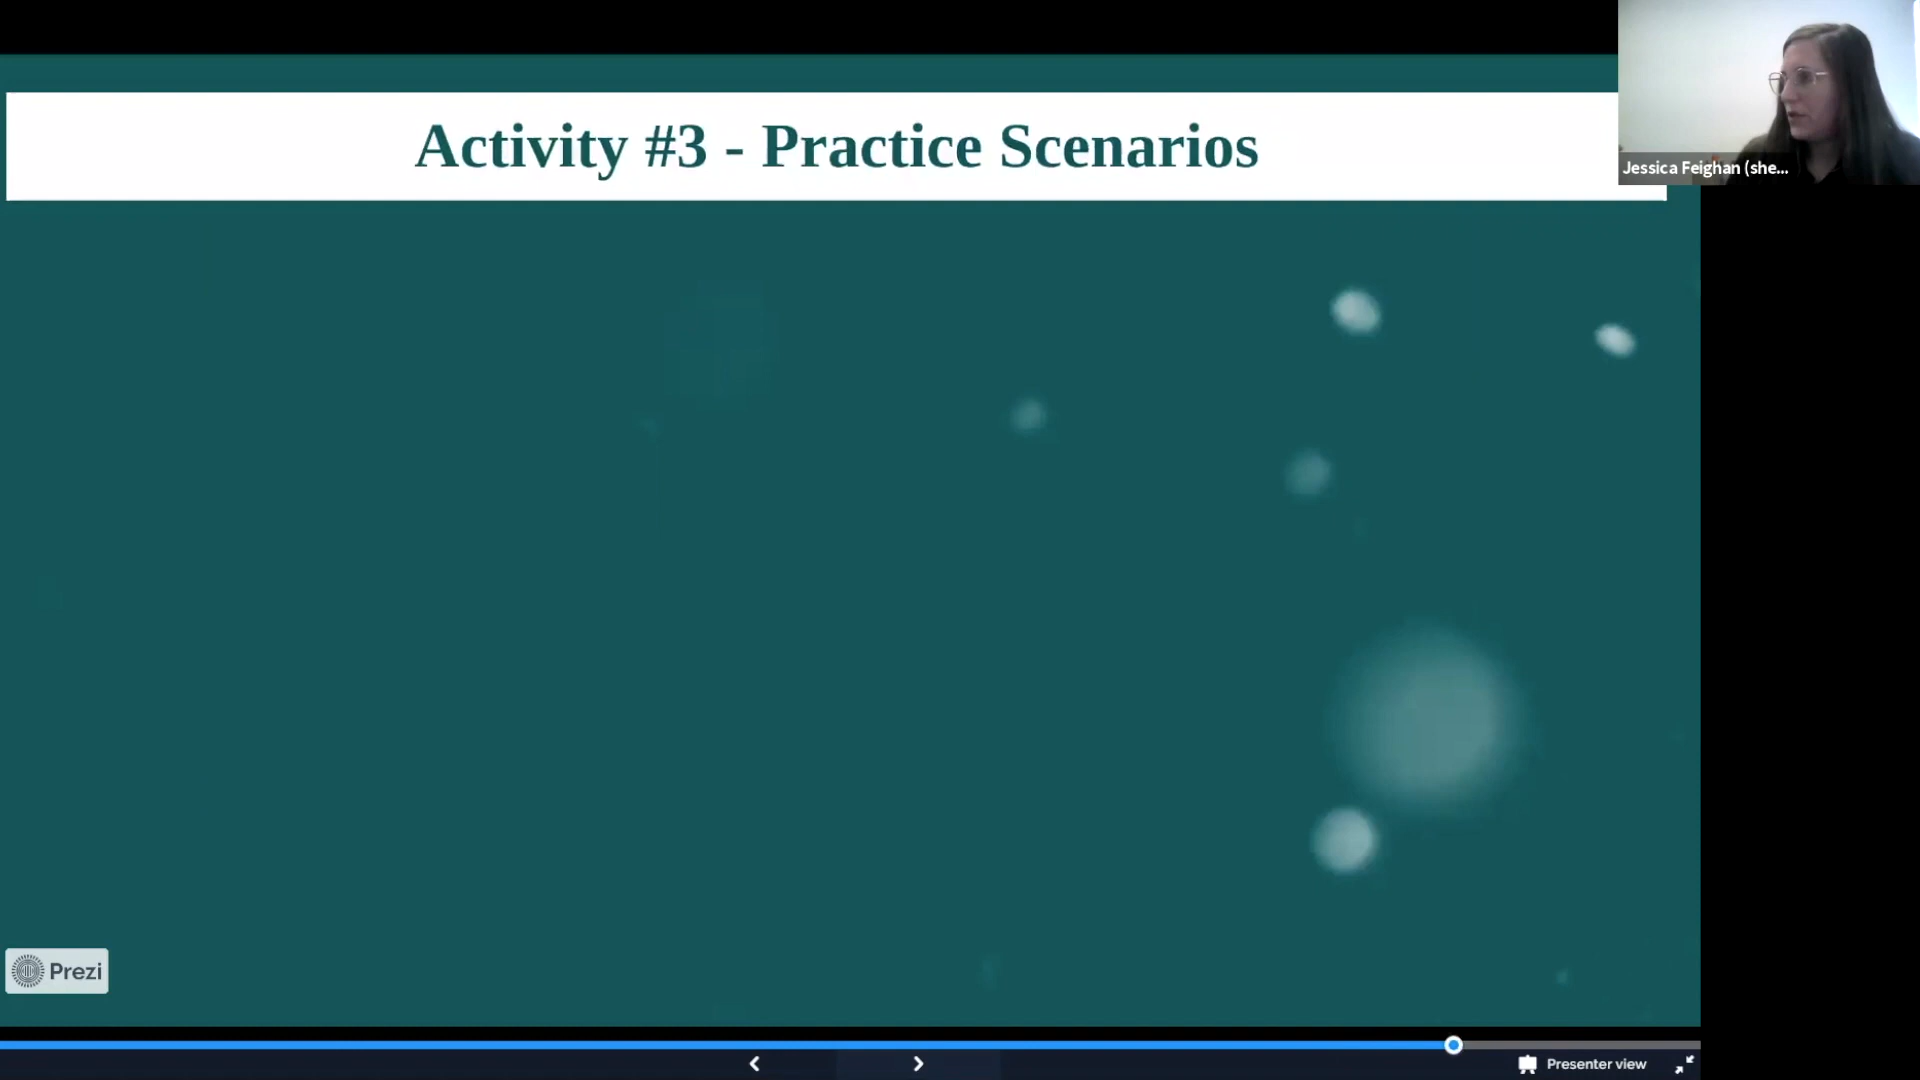 Activity #3 - Practice Scenarios
Jessica Feighan (she...
Prezi
Presenter view